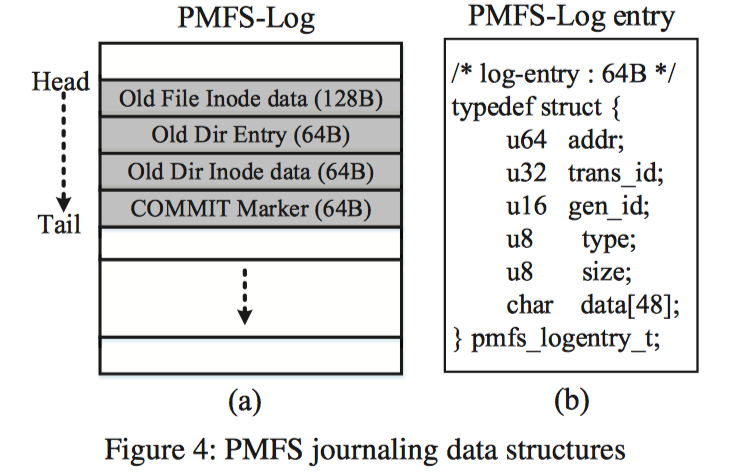 PMFS-Log
Head
Old File Inode data (128B)
Old Dir Entry (64B)
Old Dir Inode data (64B)
COMMIT Marker (64B)
Tail
(a)
PMFS-Log entry
/* log-entry : 64B */
typedef struct {
u64 addr;
u32 trans_id;
u16 gen_id;
u8 type;
u8 size;
char data[48];
} pmfs_logentry_t;
(b)
Figure 4: PMFS journaling data structures